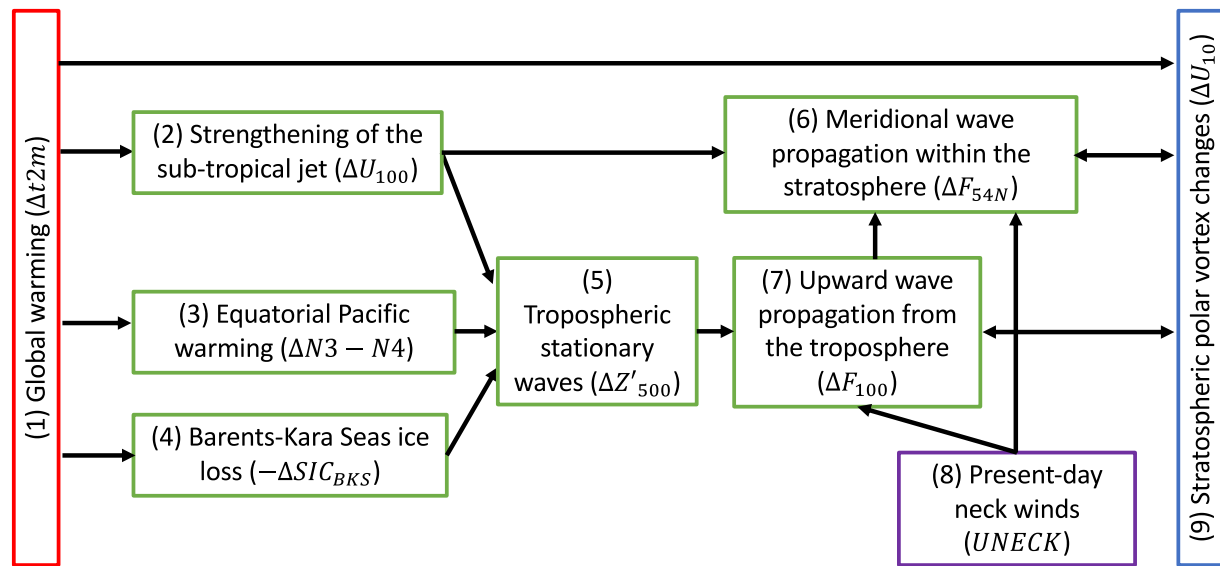 (1) Global warming (Δt2m)
(2) Strengthening of the
sub-tropical jet (ΔU₁₀₀)
(3) Equatorial Pacific
warming (ΔN3 − N4)
(4) Barents-Kara Seas ice
loss (−ΔSIC_BKS)
(5)
Tropospheric
stationary
waves (ΔZ′₅₀₀)
(6) Meridional wave
propagation within the
stratosphere (ΔF₅₄N)
(7) Upward wave
propagation from
the troposphere
(ΔF₁₀₀)
(8) Present-day
neck winds
(UNECK)
(9) Stratospheric polar vortex changes (ΔU₁₀)